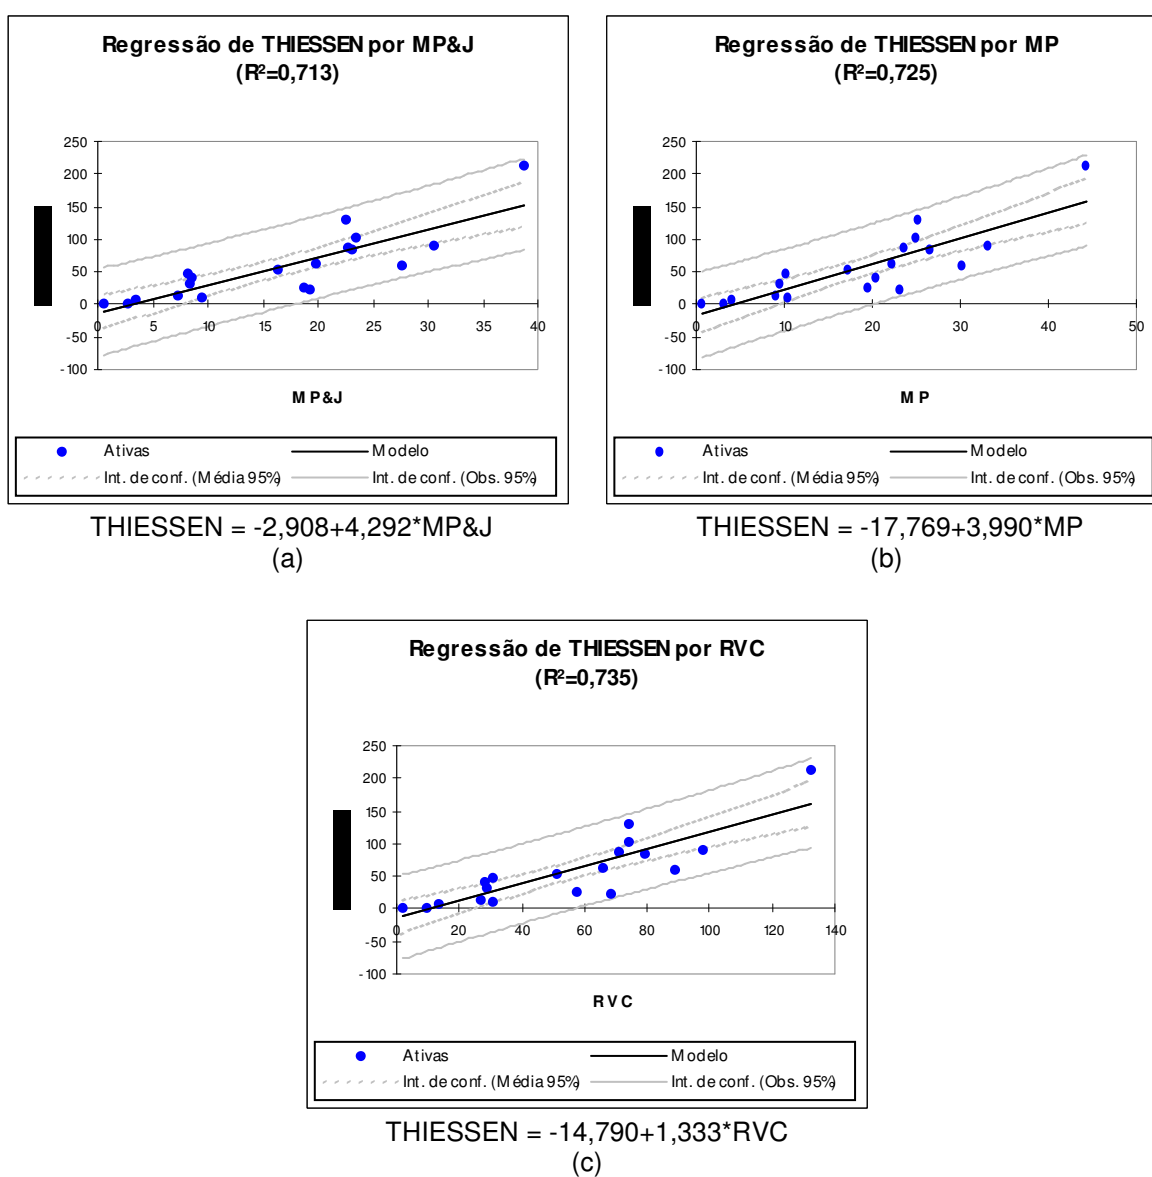 Regressão de THIESSEN por MP&J
(R²=0,713)
250
200
150
100
50
0
-50
-100
0 5 10 15 20 25 30 35 40
MP&J
Ativas Modelo
Int. de conf. (Média 95%) Int. de conf. (Obs. 95%)
THIESSEN = -2,908+4,292*MP&J
(a)
Regressão de THIESSEN por MP
(R²=0,725)
250
200
150
100
50
0
-50
-100
0 10 20 30 40 50
MP
Ativas Modelo
Int. de conf. (Média 95%) Int. de conf. (Obs. 95%)
THIESSEN = -17,769+3,990*MP
(b)
Regressão de THIESSEN por RVC
(R²=0,735)
250
200
150
100
50
0
-50
-100
0 20 40 60 80 100 120 140
RVC
Ativas Modelo
Int. de conf. (Média 95%) Int. de conf. (Obs. 95%)
THIESSEN = -14,790+1,333*RVC
(c)